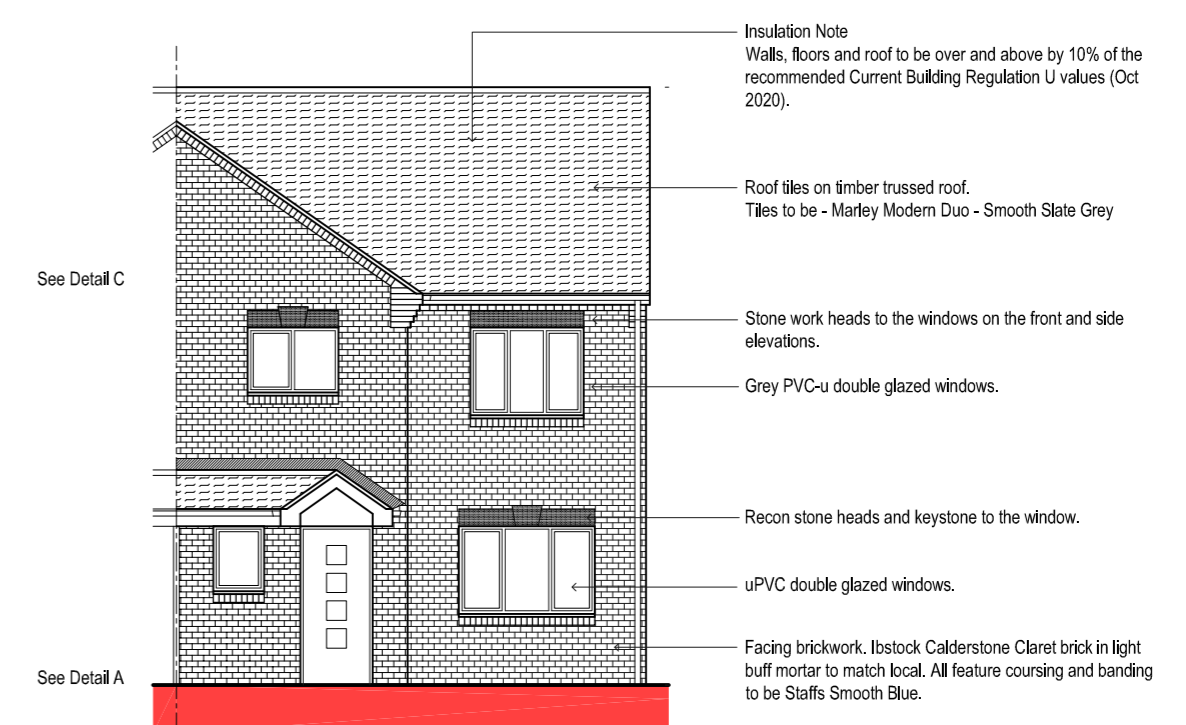 Insulation Note
Walls, floors and roof to be over and above by 10% of the
recommended Current Building Regulation U values (Oct
2020).
Roof tiles on timber trussed roof.
Tiles to be - Marley Modern Duo - Smooth Slate Grey
See Detail C
Stone work heads to the windows on the front and side
elevations.
Grey PVC-u double glazed windows.
Recon stone heads and keystone to the window.
uPVC double glazed windows.
Facing brickwork. Ibstock Calderstone Claret brick in light
buff mortar to match local. All feature coursing and banding
to be Staffs Smooth Blue.
See Detail A